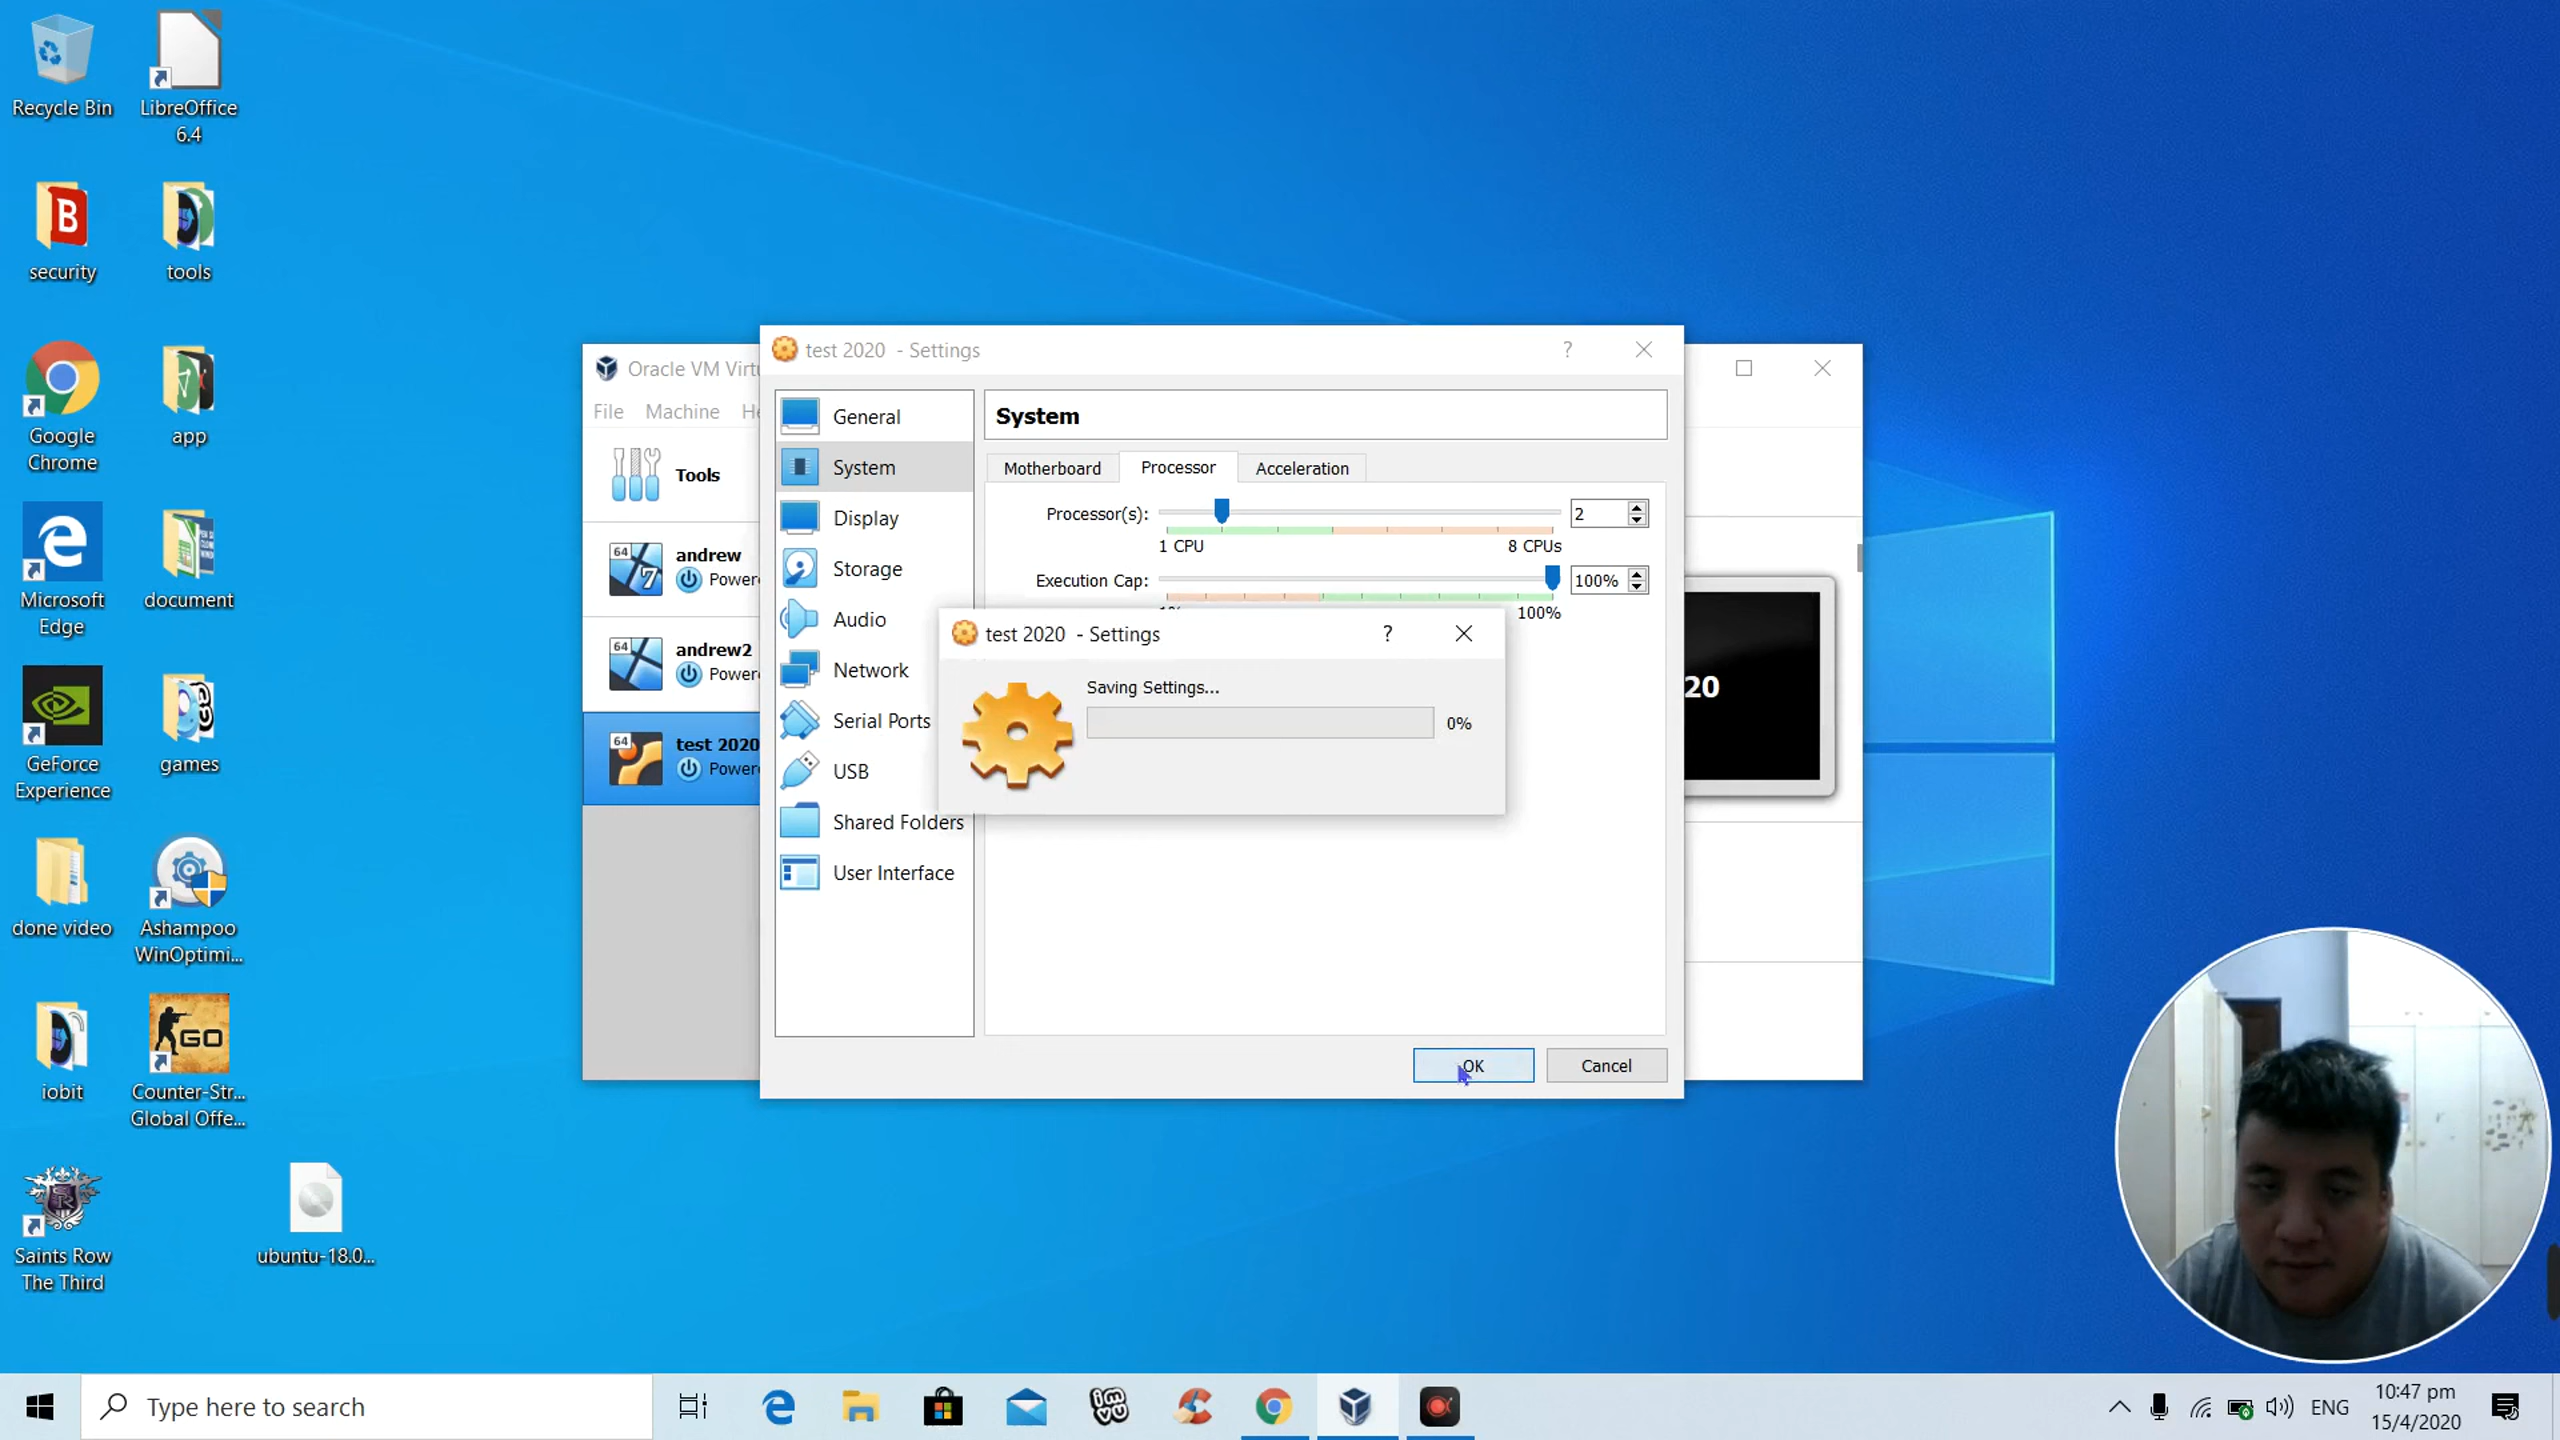 Recycle Bin
LibreOffice
6.4
security
tools
Google
Chrome
app
Microsoft
Edge
document
GeForce
Experience
games
done video
Ashampoo
WinOptimi...
iobit
Counter-Str...
Global Offe...
Saints Row
The Third
ubuntu-18.0...
Oracle VM Virtu
File Machine He
Tools
64
7
andrew
Power
64
andrew2
Power
64
test 2020
Power
20
test 2020 - Settings
?
General
System
Display
Storage
Audio
Network
Serial Ports
USB
Shared Folders
User Interface
System
Motherboard Processor Acceleration
Processor(s): 2
1 CPU 8 CPUs
Execution Cap: 100%
100%
test 2020 - Settings
?
Saving Settings...
0%
OK Cancel
Type here to search
ENG
10:47 pm
15/4/2020